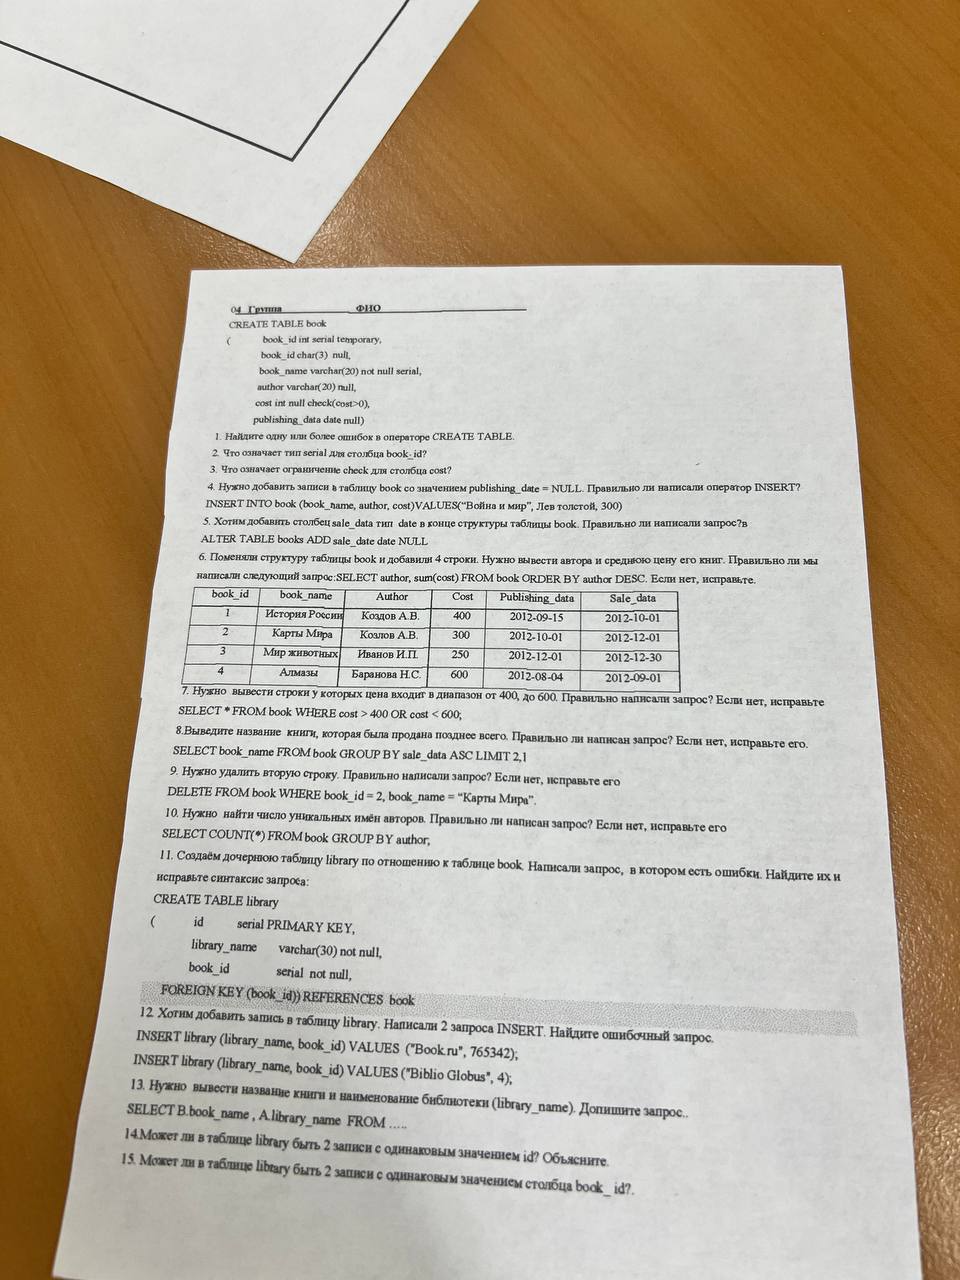 04 Группа ФИО
CREATE TABLE book
( book_id int serial temporary,
book_id char(3) null,
book_name varchar(20) not null serial,
author varchar(20) null,
cost int null check(cost>0),
publishing_data date null)
1. Найдите одну или более ошибок в операторе CREATE TABLE.
2. Что означает тип serial для столбца book_id?
3. Что означает ограничение check для столбца cost?
4. Нужно добавить записи в таблицу book со значением publishing_date = NULL. Правильно ли написали оператор INSERT?
INSERT INTO book (book_name, author, cost)VALUES(“Война и мир”, Лев толстой, 300)
5. Хотим добавить столбец sale_data тип date в конце структуры таблицы book. Правильно ли написали запрос?в
ALTER TABLE books ADD sale_date date NULL
6. Поменяли структуру таблицы book и добавили 4 строки. Нужно вывести автора и среднюю цену его книг. Правильно ли мы
написали следующий запрос:SELECT author, sum(cost) FROM book ORDER BY author DESC. Если нет, исправьте.
book_id book_name Author Cost Publishing_data Sale_data
1 История России Козлов А.В. 400 2012-09-15 2012-10-01
2 Карты Мира Козлов А.В. 300 2012-10-01 2012-12-01
3 Мир животных Иванов И.П. 250 2012-12-01 2012-12-30
4 Алмазы Баранова Н.С. 600 2012-08-04 2012-09-01
7. Нужно вывести строки у которых цена входит в диапазон от 400, до 600. Правильно написали запрос? Если нет, исправьте
SELECT * FROM book WHERE cost > 400 OR cost < 600;
8.Выведите название книги, которая была продана позднее всего. Правильно ли написан запрос? Если нет, исправьте его.
SELECT book_name FROM book GROUP BY sale_data ASC LIMIT 2,1
9. Нужно удалить вторую строку. Правильно написали запрос? Если нет, исправьте его
DELETE FROM book WHERE book_id = 2, book_name = “Карты Мира”.
10. Нужно найти число уникальных имён авторов. Правильно ли написан запрос? Если нет, исправьте его
SELECT COUNT(*) FROM book GROUP BY author;
11. Создаём дочернюю таблицу library по отношению к таблице book. Написали запрос, в котором есть ошибки. Найдите их и
исправьте синтаксис запроса:
CREATE TABLE library
( id serial PRIMARY KEY,
library_name varchar(30) not null,
book_id serial not null,
FOREIGN KEY (book_id)) REFERENCES book
12. Хотим добавить запись в таблицу library. Написали 2 запроса INSERT. Найдите ошибочный запрос.
INSERT library (library_name, book_id) VALUES ("Book.ru", 765342);
INSERT library (library_name, book_id) VALUES ("Biblio Globus", 4);
13. Нужно вывести название книги и наименование библиотеки (library_name). Допишите запрос..
SELECT B.book_name , A.library_name FROM .....
14.Может ли в таблице library быть 2 записи с одинаковым значением id? Объясните.
15. Может ли в таблице library быть 2 записи с одинаковым значением столбца book_ id?.